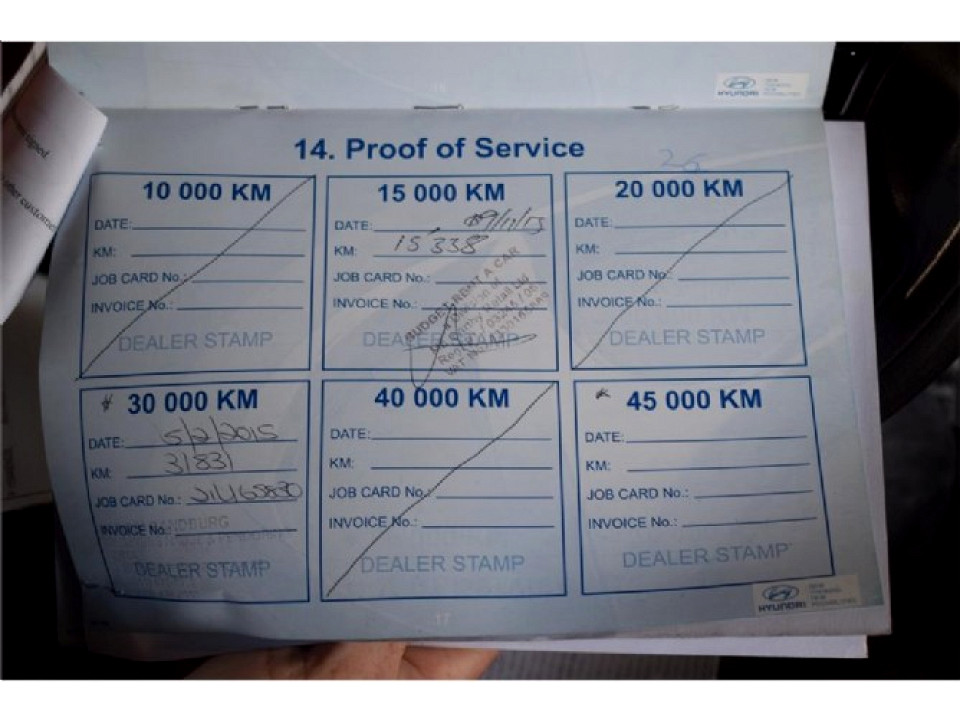 HYUNDAI
14. Proof of Service
10 000 KM
DATE:
KM:
JOB CARD No.:
INVOICE No.:
DEALER STAMP
15 000 KM
DATE: 09/11/13
KM: 15 338
JOB CARD No.:
INVOICE No.:
DEALER STAMP
BUDGET RENT A CAR
20 000 KM
DATE:
KM:
JOB CARD No.:
INVOICE No.:
DEALER STAMP
* 30 000 KM
DATE: 5/2/2015
KM: 31831
JOB CARD No.:
INVOICE No.:
DEALER STAMP
40 000 KM
DATE:
KM:
JOB CARD No.:
INVOICE No.:
DEALER STAMP
* 45 000 KM
DATE:
KM:
JOB CARD No.:
INVOICE No.:
DEALER STAMP
HYUNDAI
17